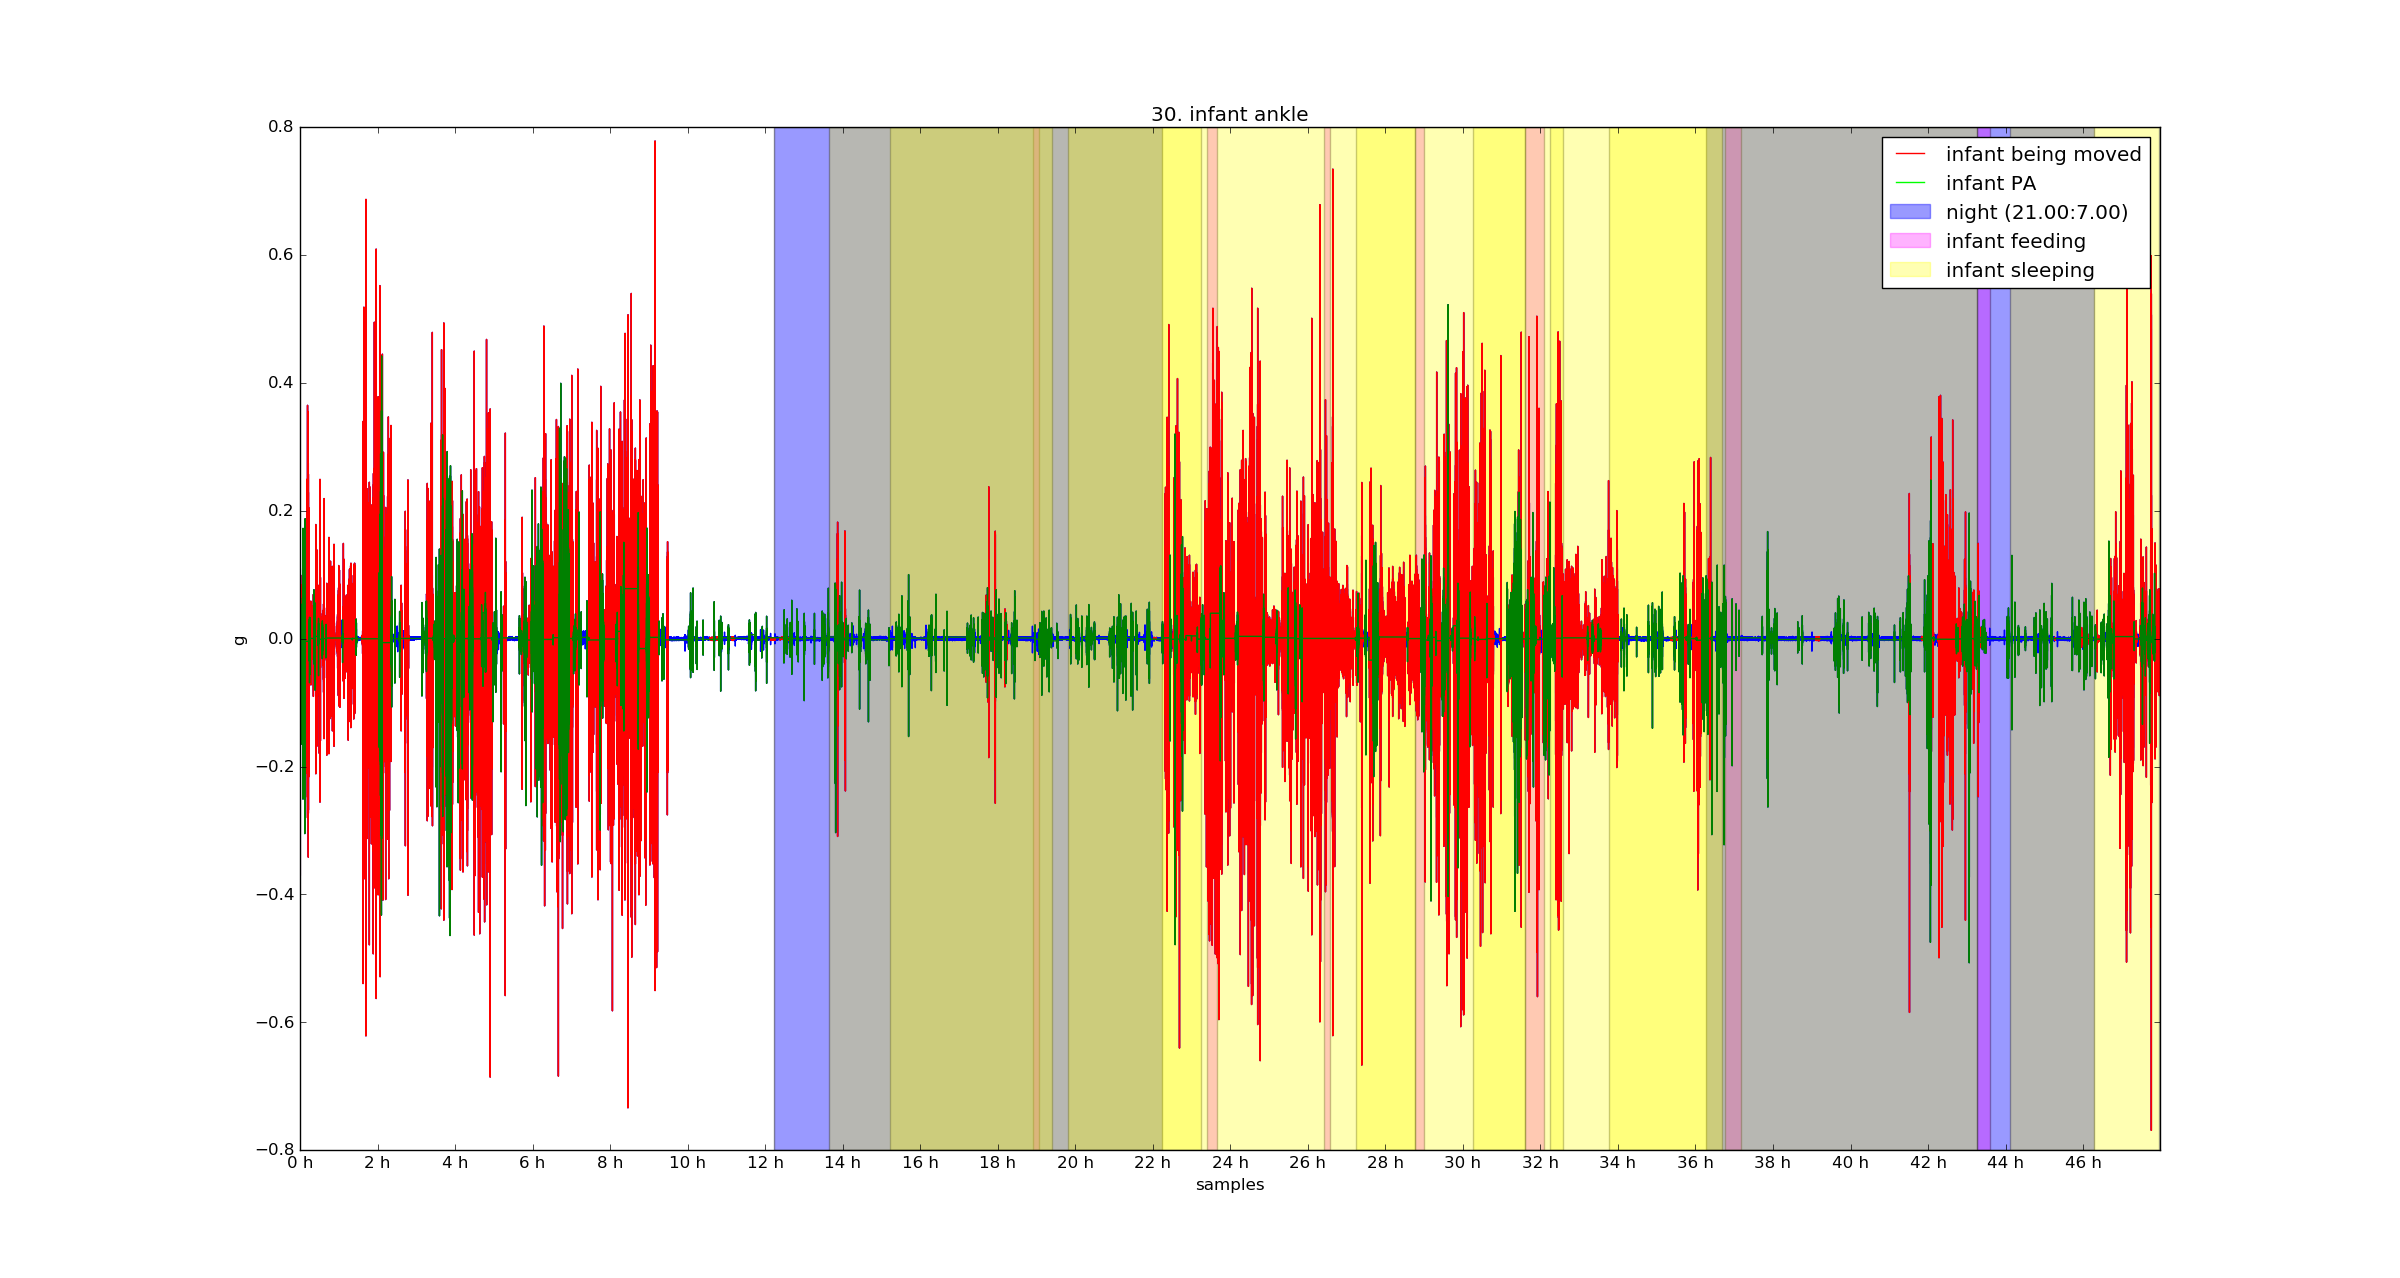 30. infant ankle
0.8
0.6
0.4
0.2
0.0
−0.2
−0.4
−0.6
−0.8
g
infant being moved
infant PA
night (21.00:7.00)
infant feeding
infant sleeping
0 h 2 h 4 h 6 h 8 h 10 h 12 h 14 h 16 h 18 h 20 h 22 h 24 h 26 h 28 h 30 h 32 h 34 h 36 h 38 h 40 h 42 h 44 h 46 h
samples